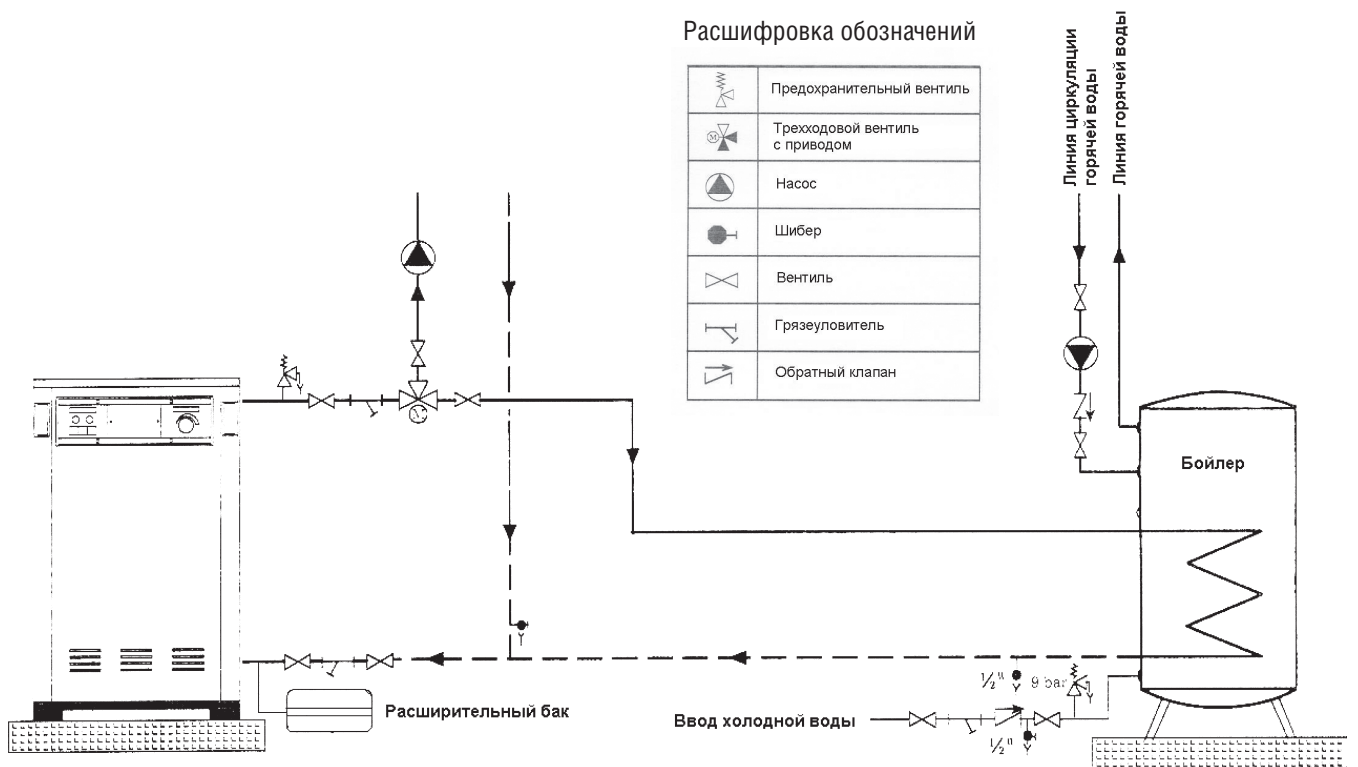 Расшифровка обозначений
Предохранительный вентиль
Трехходовой вентиль
с приводом
M
Насос
Шибер
Вентиль
Грязеуловитель
Обратный клапан
Линия циркуляции
горячей воды
Линия горячей воды
Бойлер
Расширительный бак
½" 9 bar
Ввод холодной воды
½"